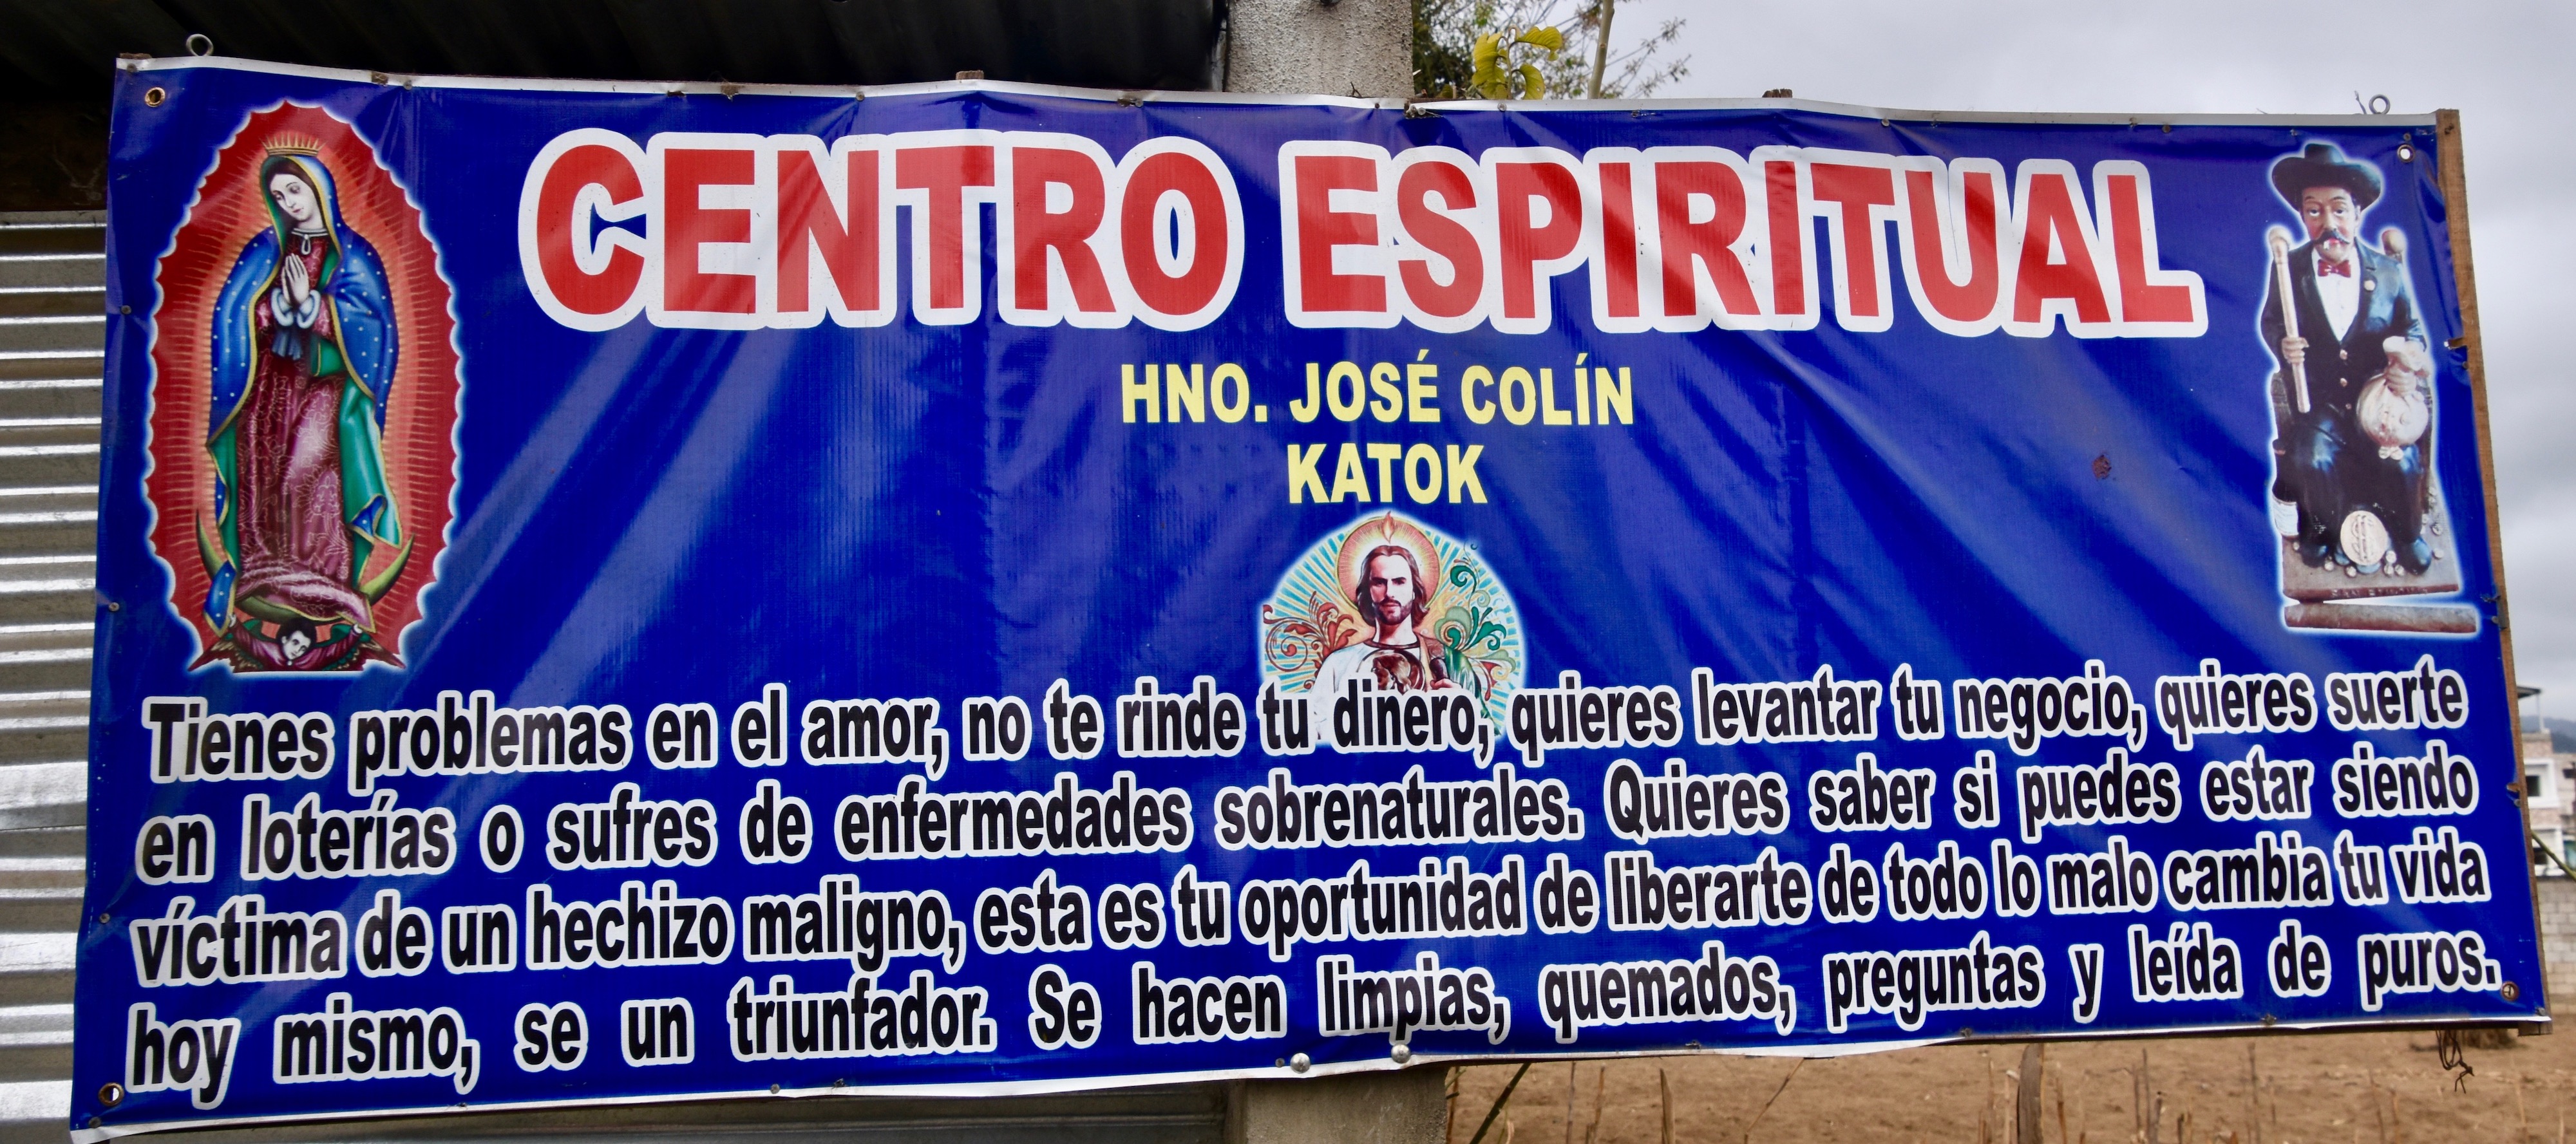 CENTRO ESPIRITUAL
HNO. JOSÉ COLÍN
KATOK
Tienes problemas en el amor, no te rinde tu dinero, quieres levantar tu negocio, quieres suerte
en loterías o sufres de enfermedades sobrenaturales. Quieres saber si puedes estar siendo
víctima de un hechizo maligno, esta es tu oportunidad de liberarte de todo lo malo cambia tu vida
hoy mismo, se un triunfador. Se hacen limpias, quemados, preguntas y leída de puros.